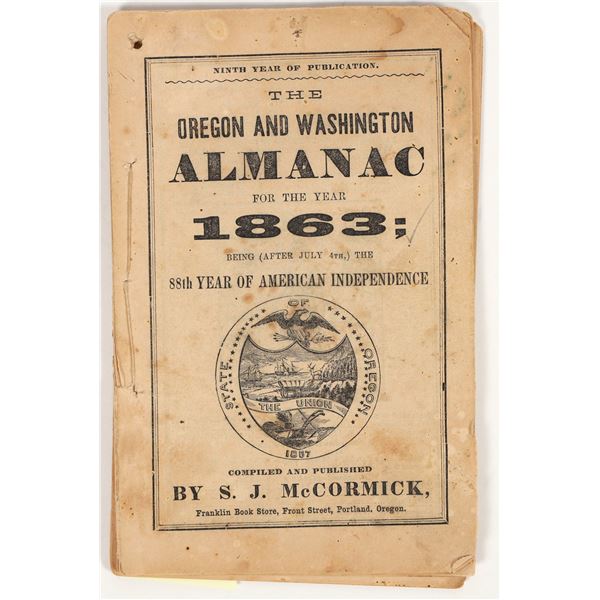 NINTH YEAR OF PUBLICATION.
THE
OREGON AND WASHINGTON
ALMANAC
FOR THE YEAR
1863;
BEING (AFTER JULY 4TH,) THE
88th YEAR OF AMERICAN INDEPENDENCE
STATE OF OREGON
THE UNION
1857
COMPILED AND PUBLISHED
BY S. J. McCORMICK,
Franklin Book Store, Front Street, Portland, Oregon.